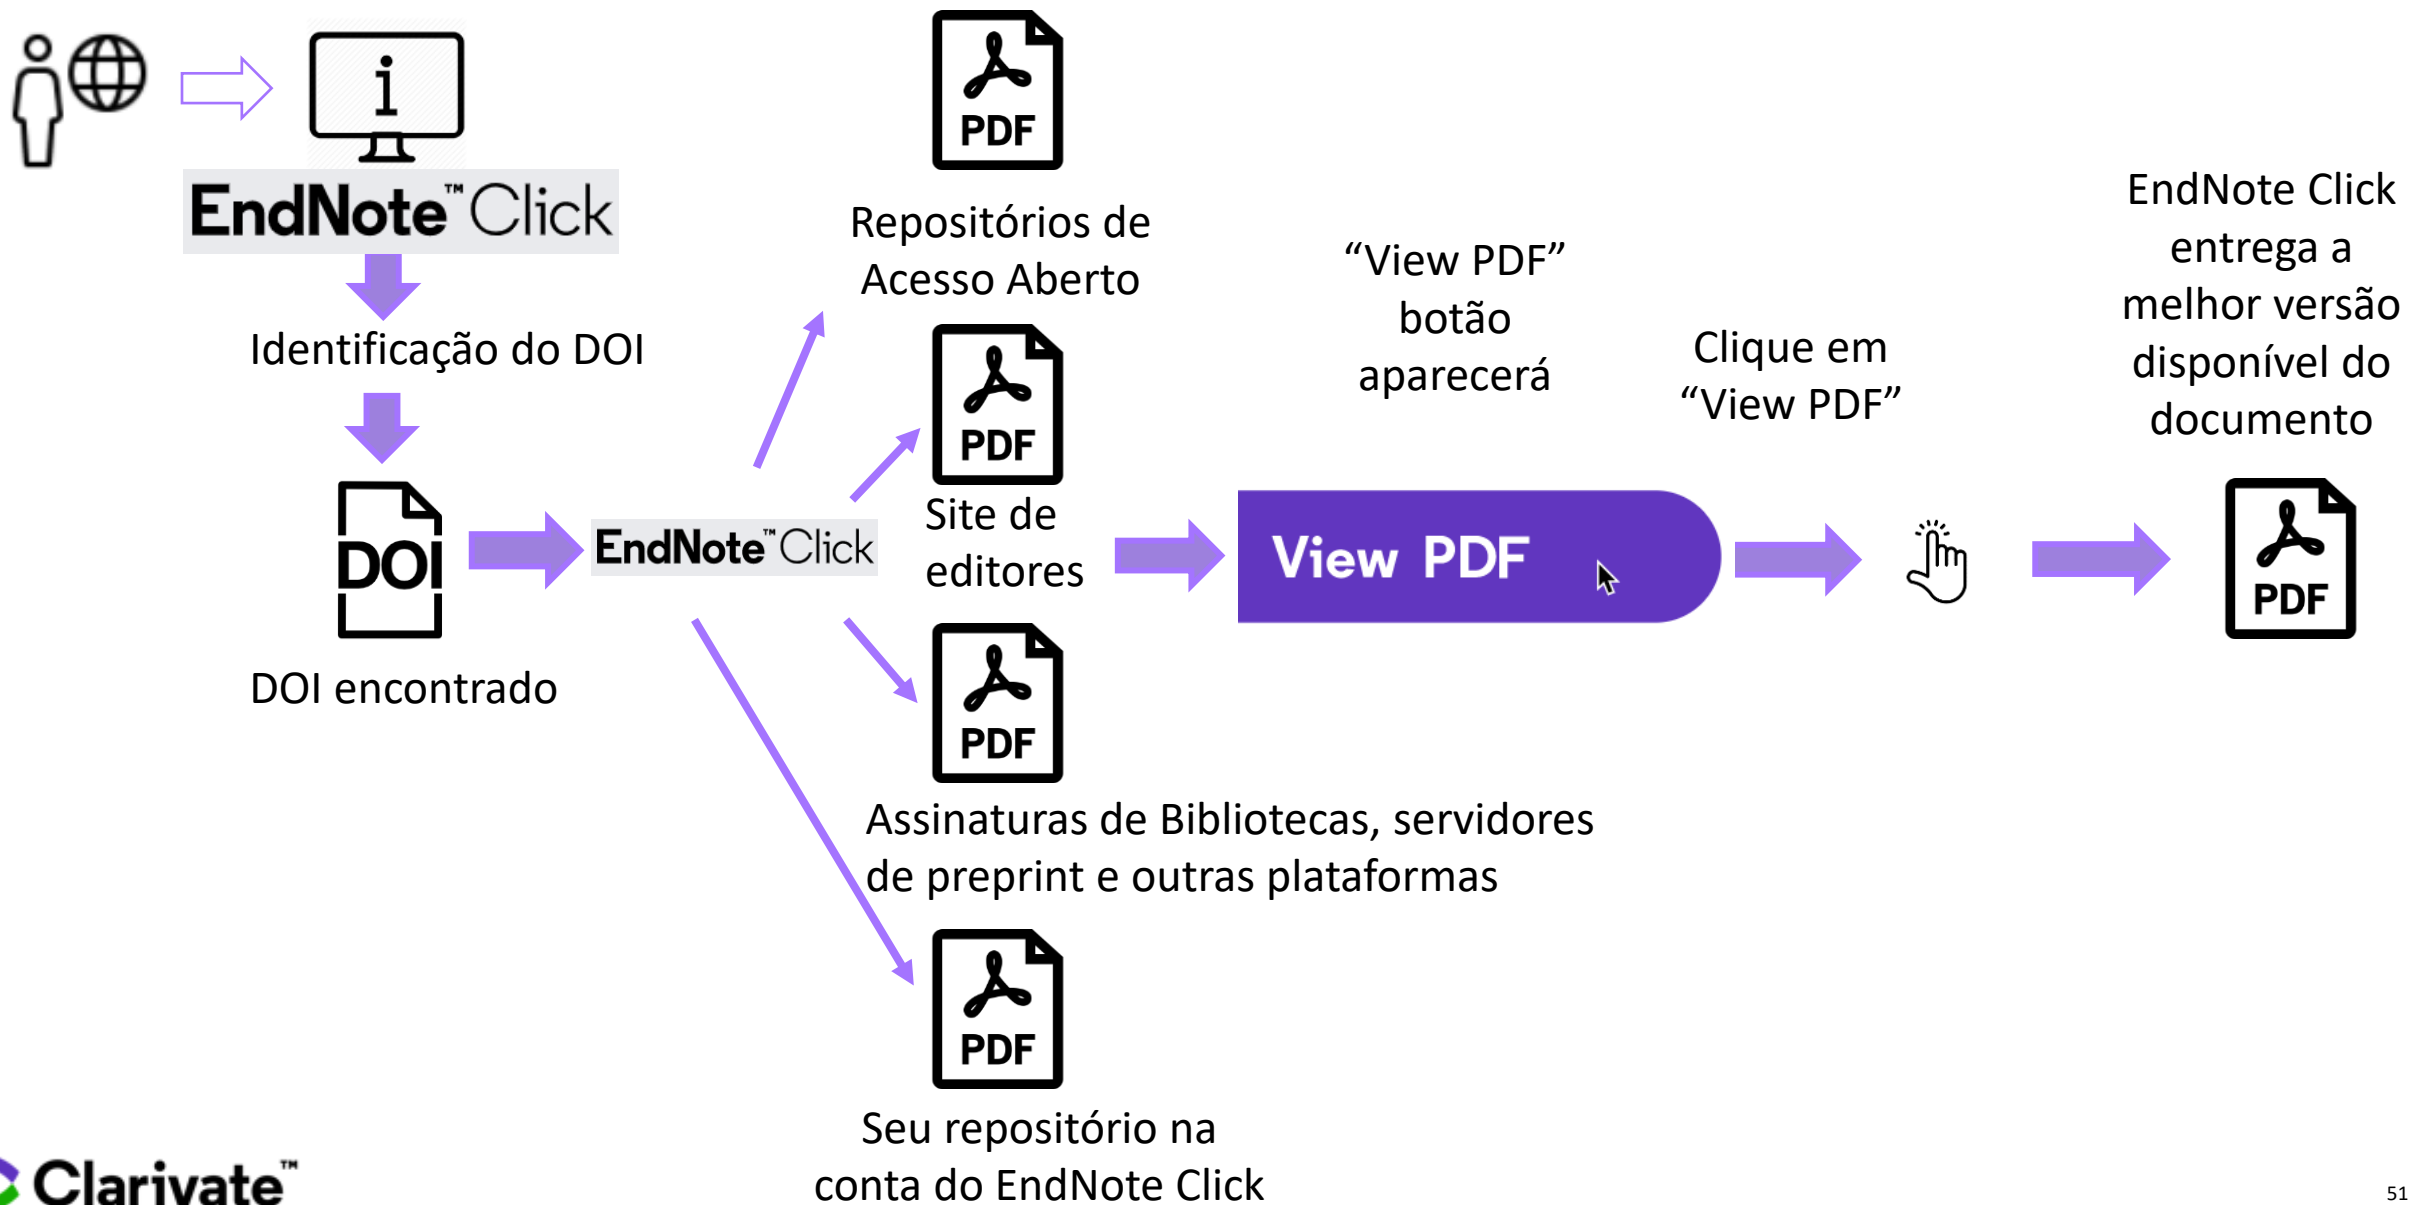 i
EndNote™ Click
Identificação do DOI
DOI
DOI encontrado
EndNote™ Click
PDF
Repositórios de
Acesso Aberto
PDF
Site de
editores
PDF
Assinaturas de Bibliotecas, servidores
de preprint e outras plataformas
PDF
Seu repositório na
conta do EndNote Click
“View PDF”
botão
aparecerá
View PDF
Clique em
“View PDF”
EndNote Click
entrega a
melhor versão
disponível do
documento
PDF
Clarivate™
51